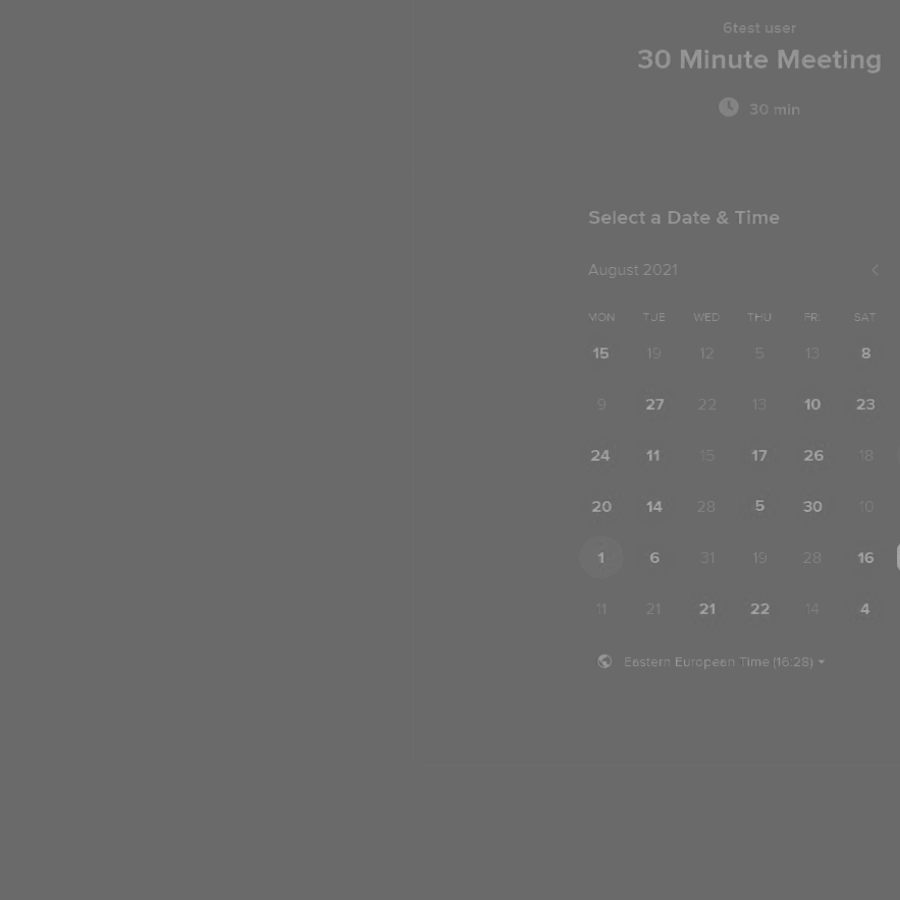 6test user
30 Minute Meeting
30 min
Select a Date & Time
August 2021
MON TUE WED THU FRI SAT
15 19 12 5 13 8
9 27 22 13 10 23
24 11 15 17 26 18
20 14 28 5 30 10
1 6 31 19 28 16
11 21 21 22 14 4
Eastern European Time (16:28)